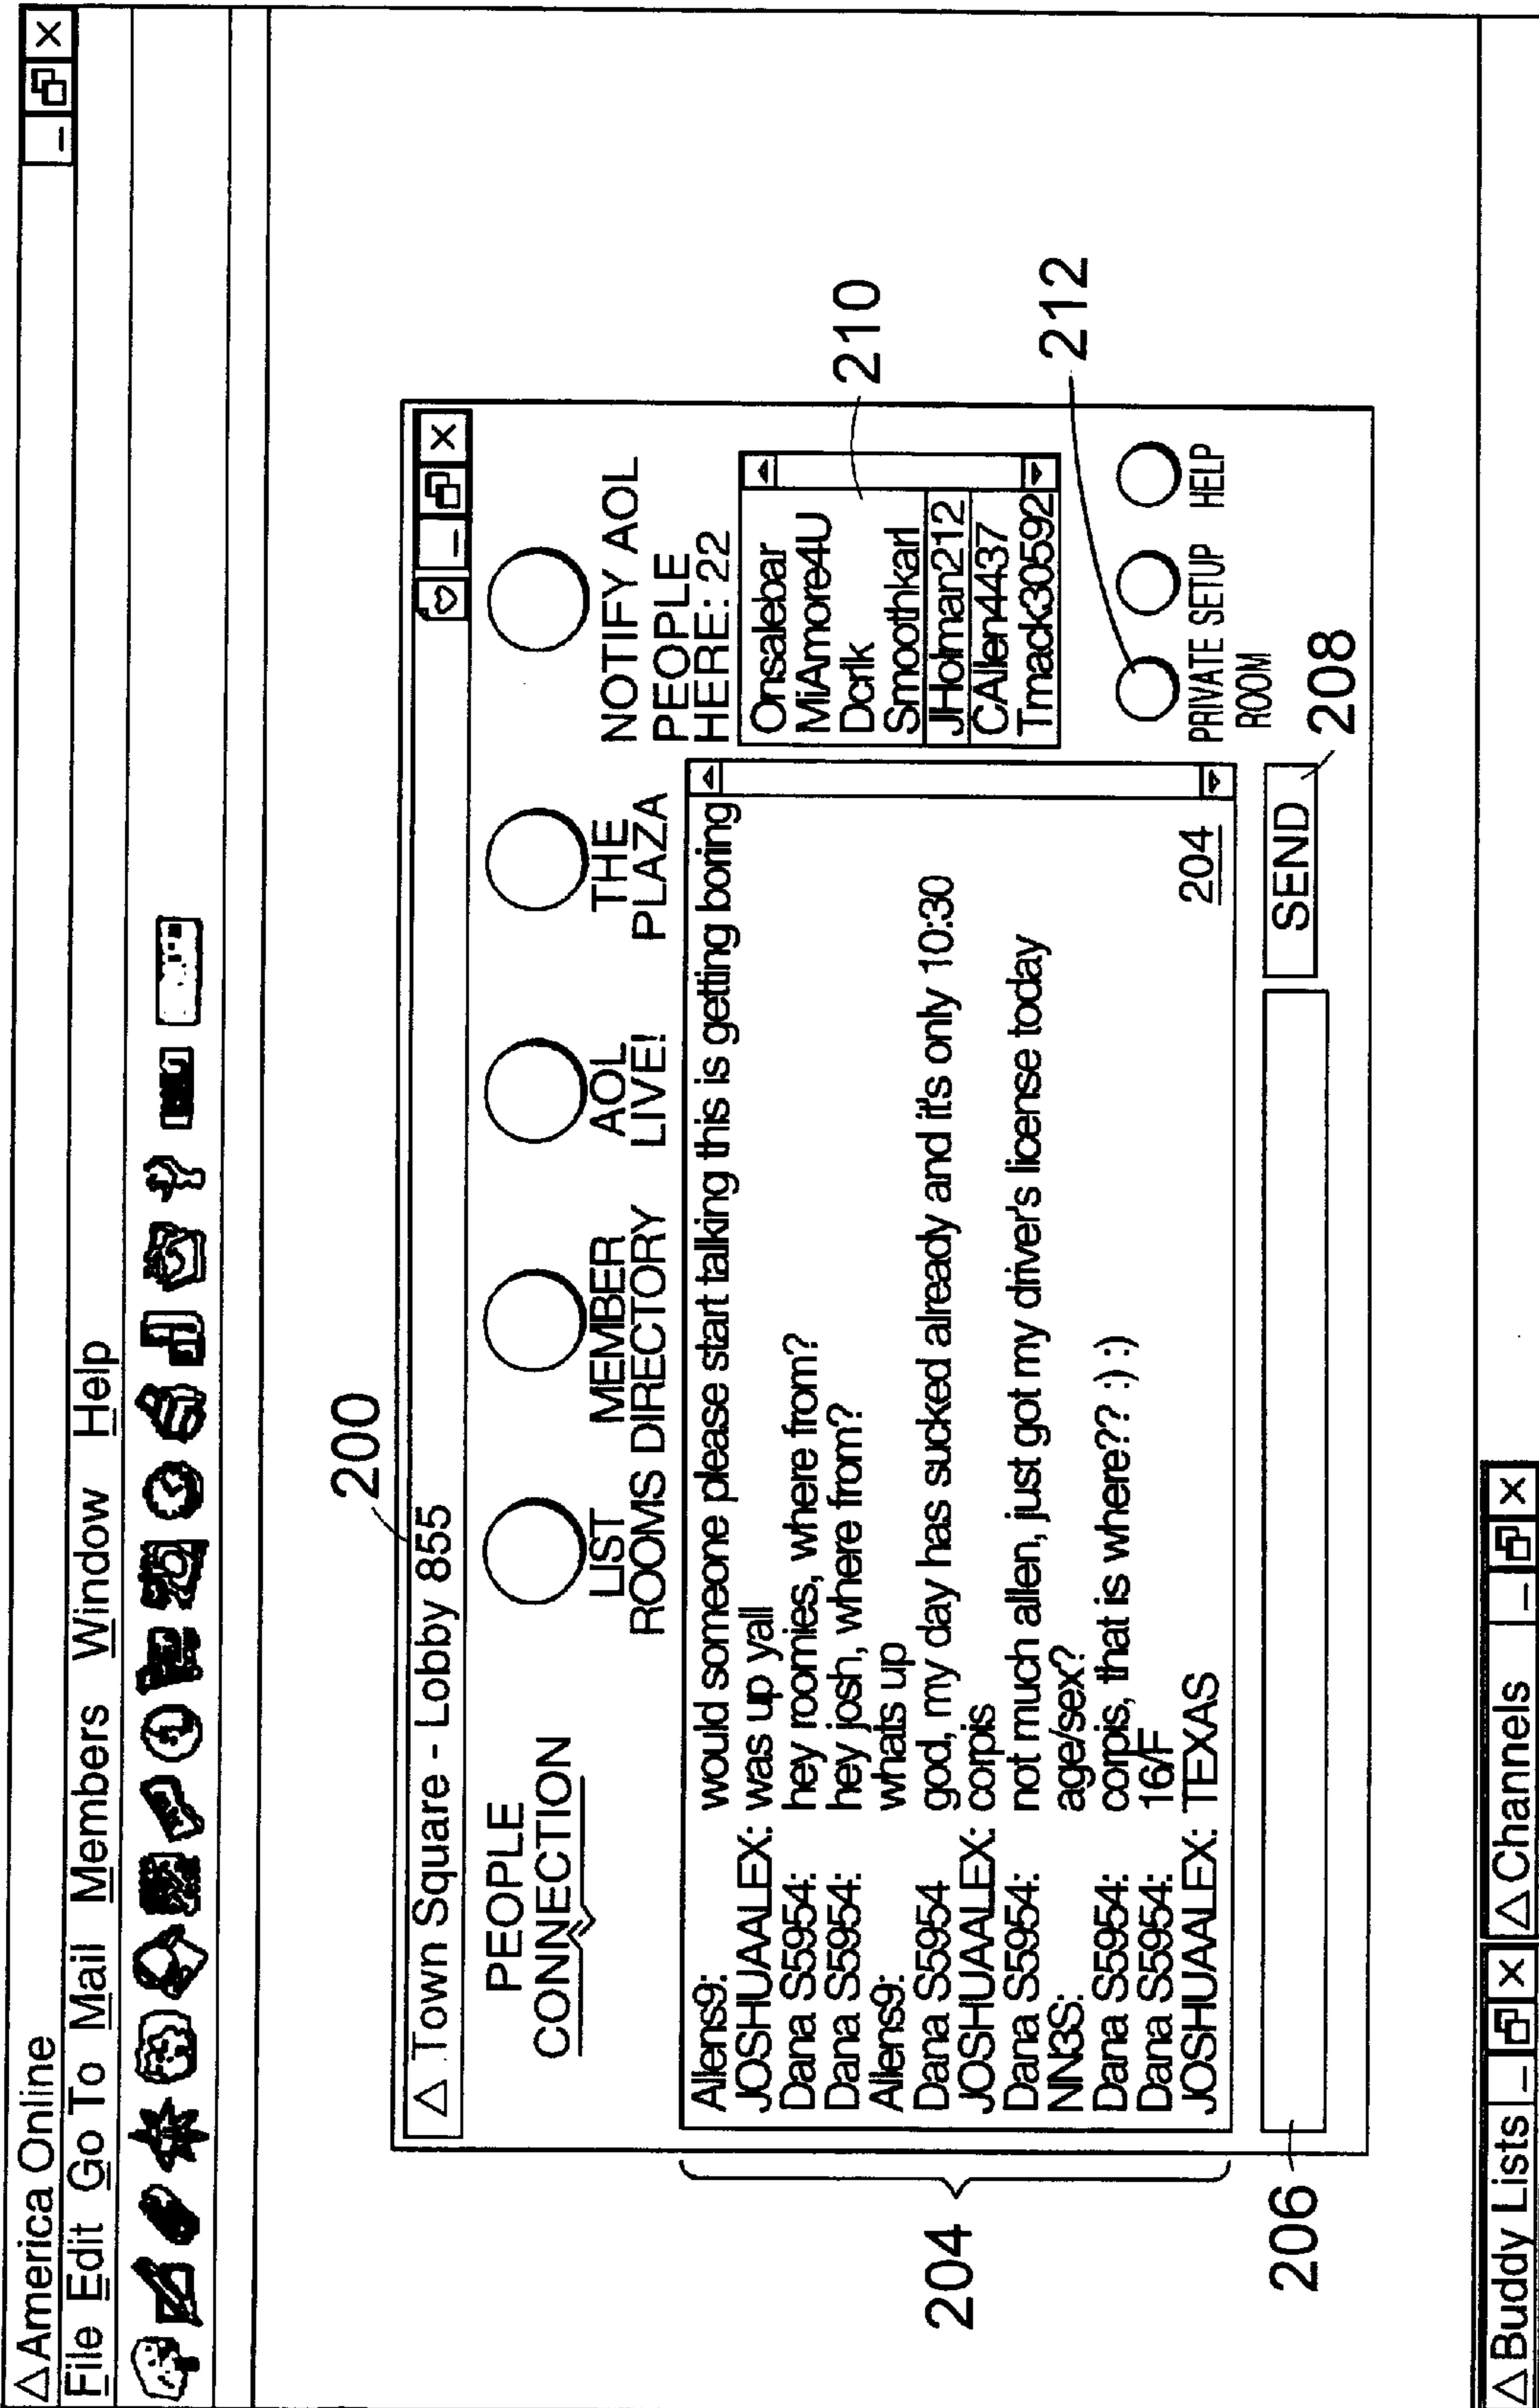 America Online
File Edit Go To Mail Members Window Help
200
Town Square - Lobby 855
PEOPLE
CONNECTION
LIST
ROOMS
MEMBER
DIRECTORY
AOL
LIVE!
THE
PLAZA
NOTIFY AOL
PEOPLE
HERE: 22
Aliens9: would someone please start talking this is getting boring
JOSHUAALEX: was up yall
Dana S5954: hey roomies, where from?
Dana S5954: hey josh, where from?
Aliens9: whats up
Dana S5954 god, my day has sucked already and it's only 10:30
JOSHUAALEX: corpis
Dana S5954: not much allen, just got my driver's license today
NN3S: age/sex?
Dana S5954: corpis, that is where?? :) :)
Dana S5954: 16/F
JOSHUAALEX: TEXAS
204
204
Onsalebar
MiAmore4U
Dcrlk
Smoothkarl
JHolman212
CAllen4437
Tmack30592
210
212
PRIVATE SETUP HELP
ROOM
206
SEND
208
Buddy Lists
Channels